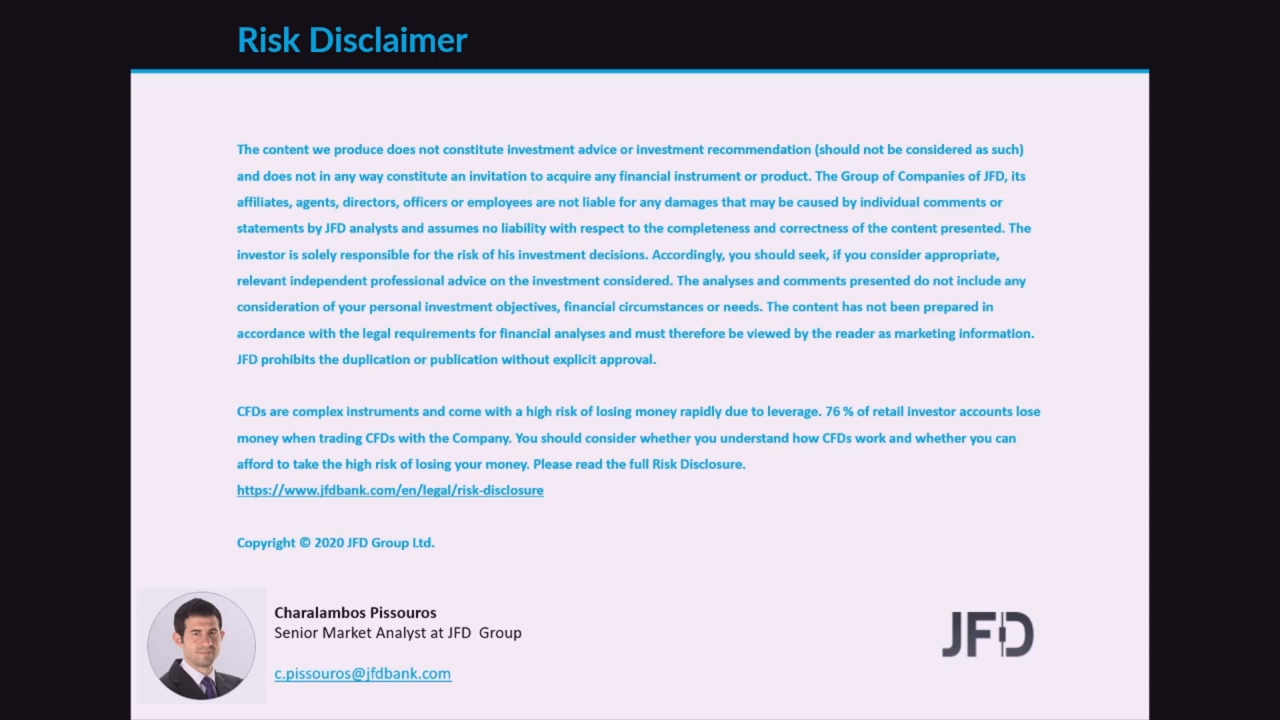 Risk Disclaimer
The content we produce does not constitute investment advice or investment recommendation (should not be considered as such)
and does not in any way constitute an invitation to acquire any financial instrument or product. The Group of Companies of JFD, its
affiliates, agents, directors, officers or employees are not liable for any damages that may be caused by individual comments or
statements by JFD analysts and assumes no liability with respect to the completeness and correctness of the content presented. The
investor is solely responsible for the risk of his investment decisions. Accordingly, you should seek, if you consider appropriate,
relevant independent professional advice on the investment considered. The analyses and comments presented do not include any
consideration of your personal investment objectives, financial circumstances or needs. The content has not been prepared in
accordance with the legal requirements for financial analyses and must therefore be viewed by the reader as marketing information.
JFD prohibits the duplication or publication without explicit approval.
CFDs are complex instruments and come with a high risk of losing money rapidly due to leverage. 76 % of retail investor accounts lose
money when trading CFDs with the Company. You should consider whether you understand how CFDs work and whether you can
afford to take the high risk of losing your money. Please read the full Risk Disclosure.
https://www.jfdbank.com/en/legal/risk-disclosure
Copyright © 2020 JFD Group Ltd.
Charalambos Pissouros
Senior Market Analyst at JFD Group
c.pissouros@jfdbank.com
JFD